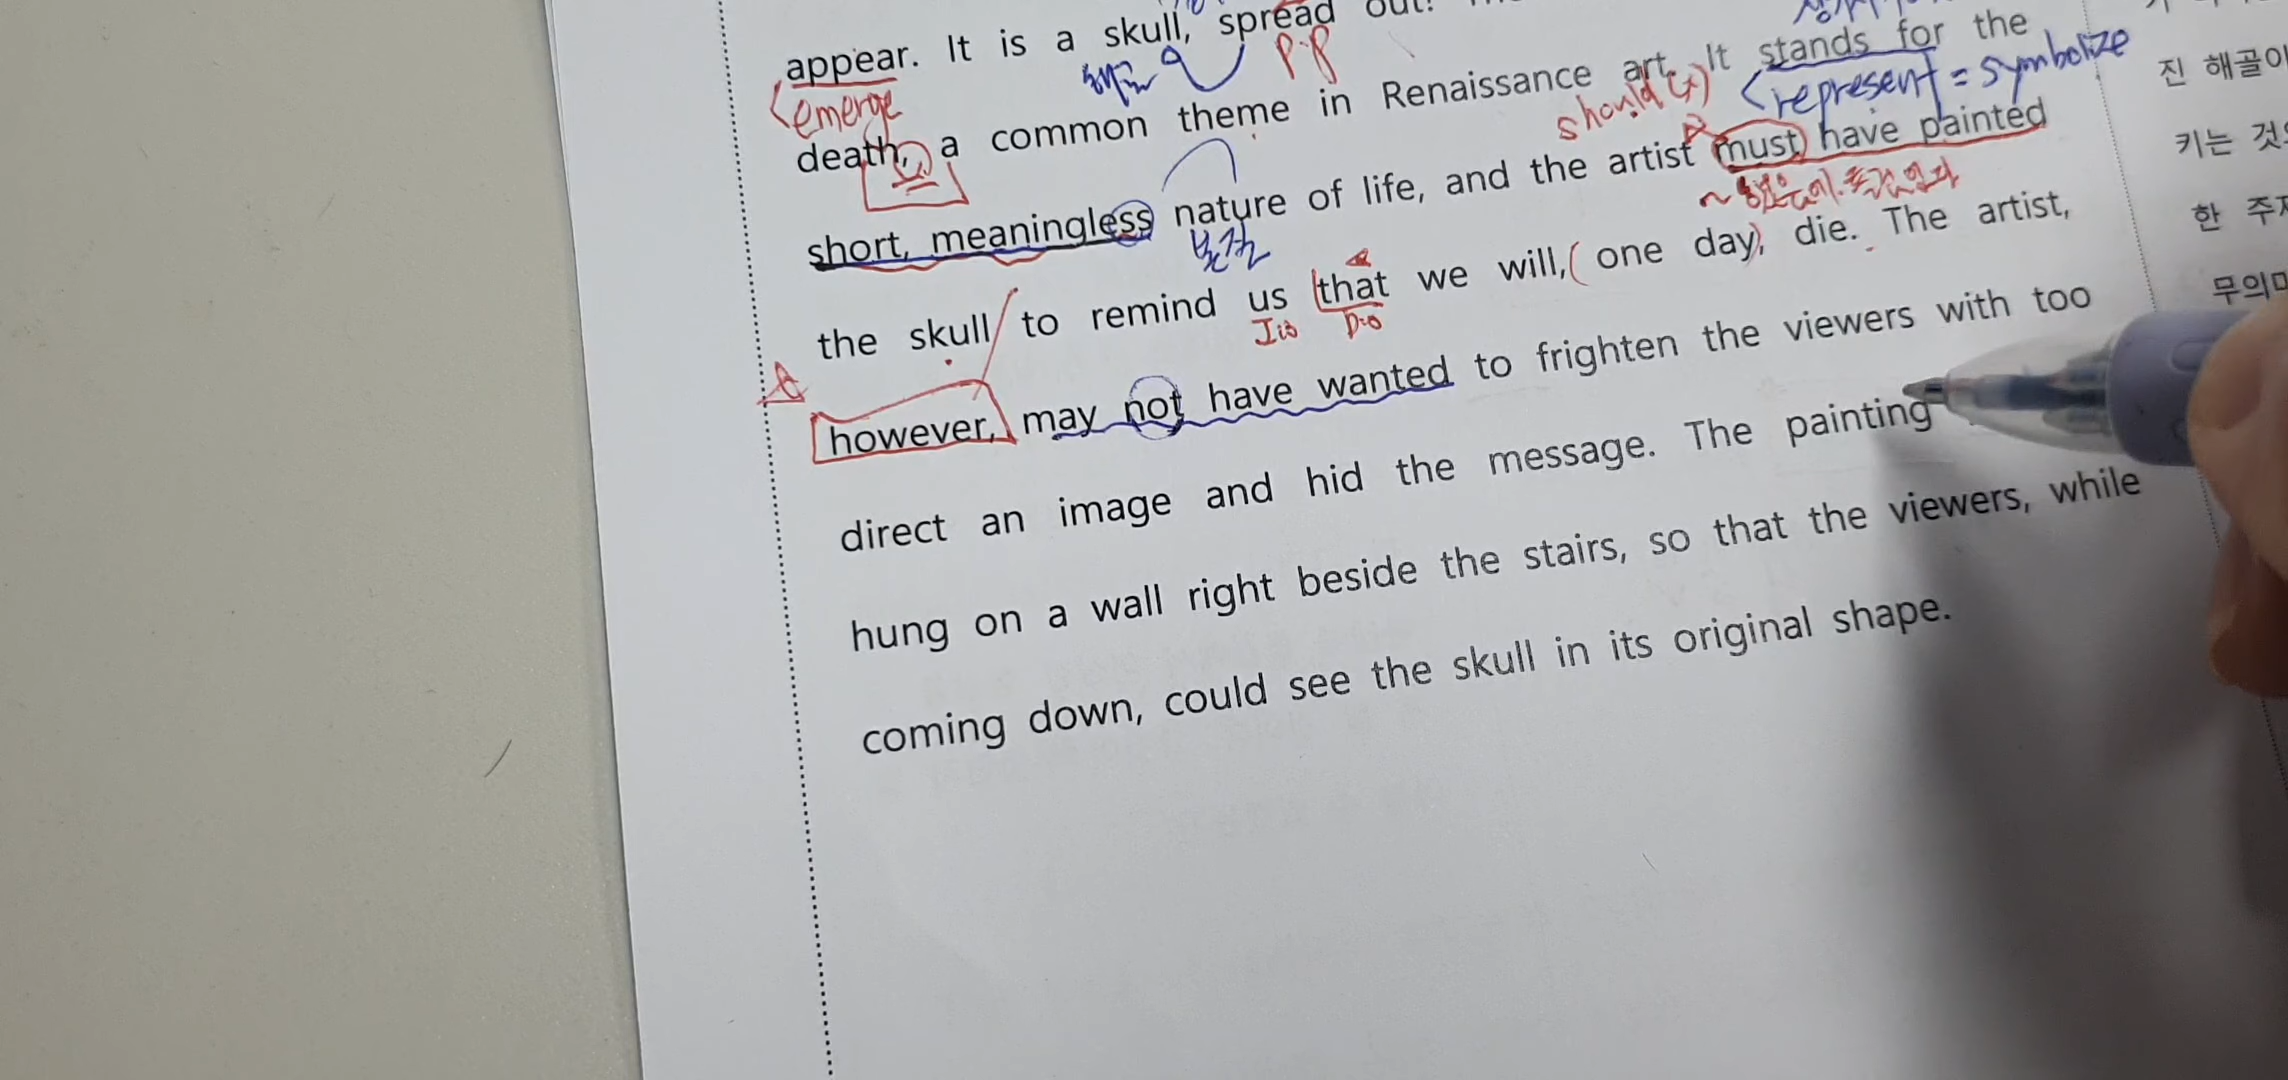 appear. It is a skull, spread out!
emerge p.p
death, a common theme in Renaissance art. It stands for the
should (x) represent = symbolize
short, meaningless nature of life, and the artist must have painted
본질
the skull to remind us that we will, one day, die. The artist,
I.O D.O
however, may not have wanted to frighten the viewers with too
direct an image and hid the message. The painting
hung on a wall right beside the stairs, so that the viewers, while
coming down, could see the skull in its original shape.
진 해골이
키는 것
한 주제
무의미